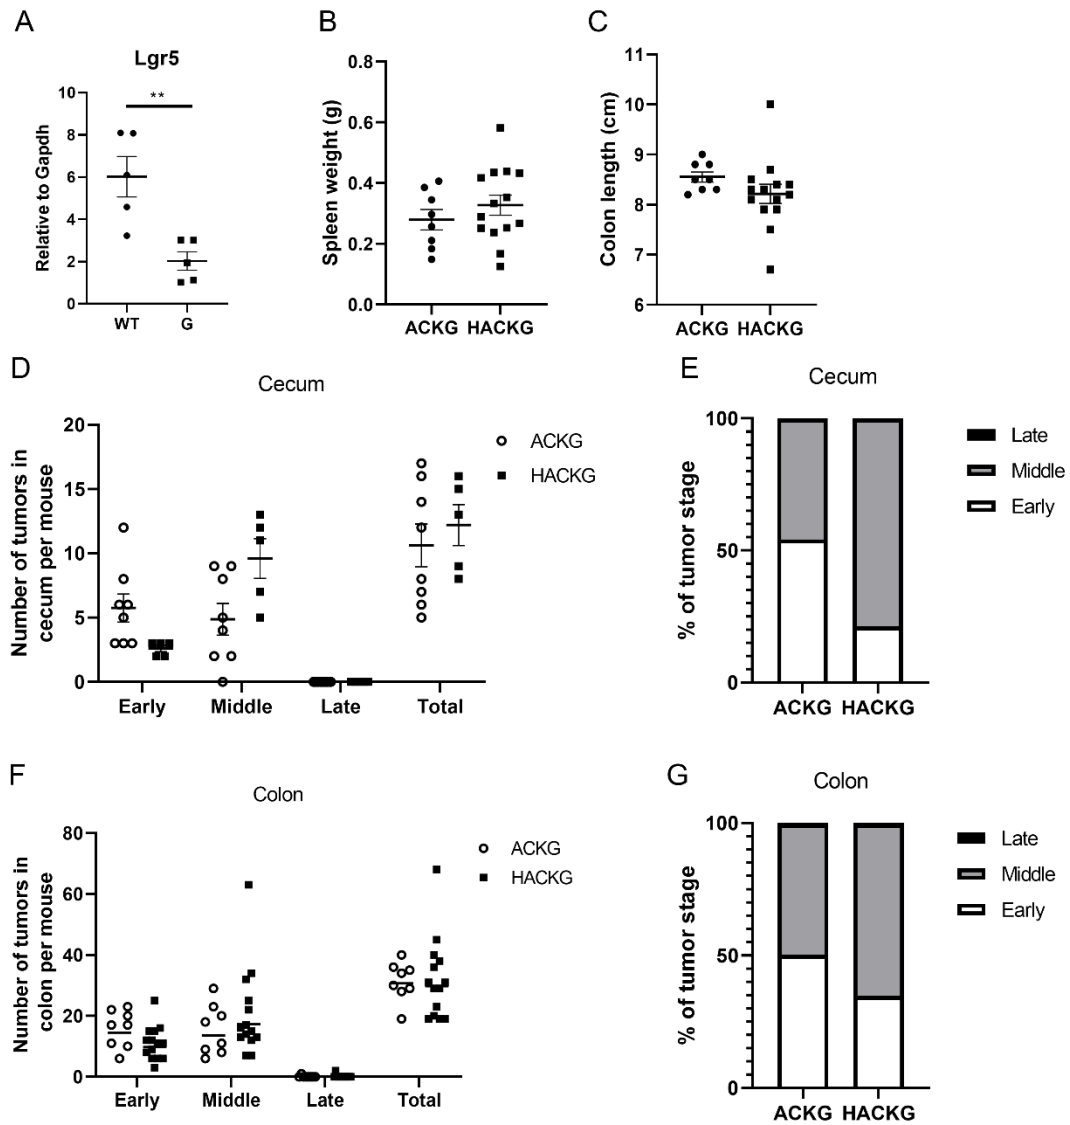 A
Lgr5
**
Relative to Gapdh
10
8
6
4
2
0
WT
G
B
Spleen weight (g)
0.8
0.6
0.4
0.2
0.0
ACKG
HACKG
C
Colon length (cm)
11
10
9
8
7
6
ACKG
HACKG
D
Cecum
Number of tumors in
cecum per mouse
20
15
10
5
0
Early
Middle
Late
Total
ACKG
HACKG
E
Cecum
% of tumor stage
100
50
0
ACKG
HACKG
Late
Middle
Early
F
Colon
Number of tumors in
colon per mouse
80
60
40
20
0
Early
Middle
Late
Total
ACKG
HACKG
G
Colon
% of tumor stage
100
50
0
ACKG
HACKG
Late
Middle
Early